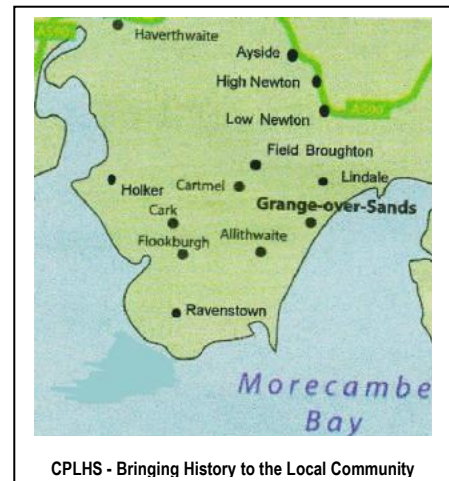 A590
Haverthwaite
Ayside
High Newton
A590
Low Newton
Field Broughton
Lindale
Holker
Cartmel
Grange-over-Sands
Cark
Allithwaite
Flookburgh
Ravenstown
Morecambe
Bay
CPLHS - Bringing History to the Local Community